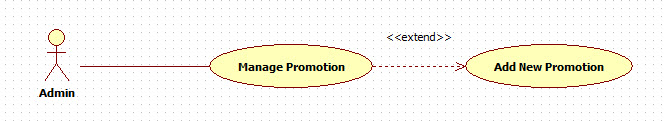 <<extend>>
Manage Promotion
Add New Promotion
Admin